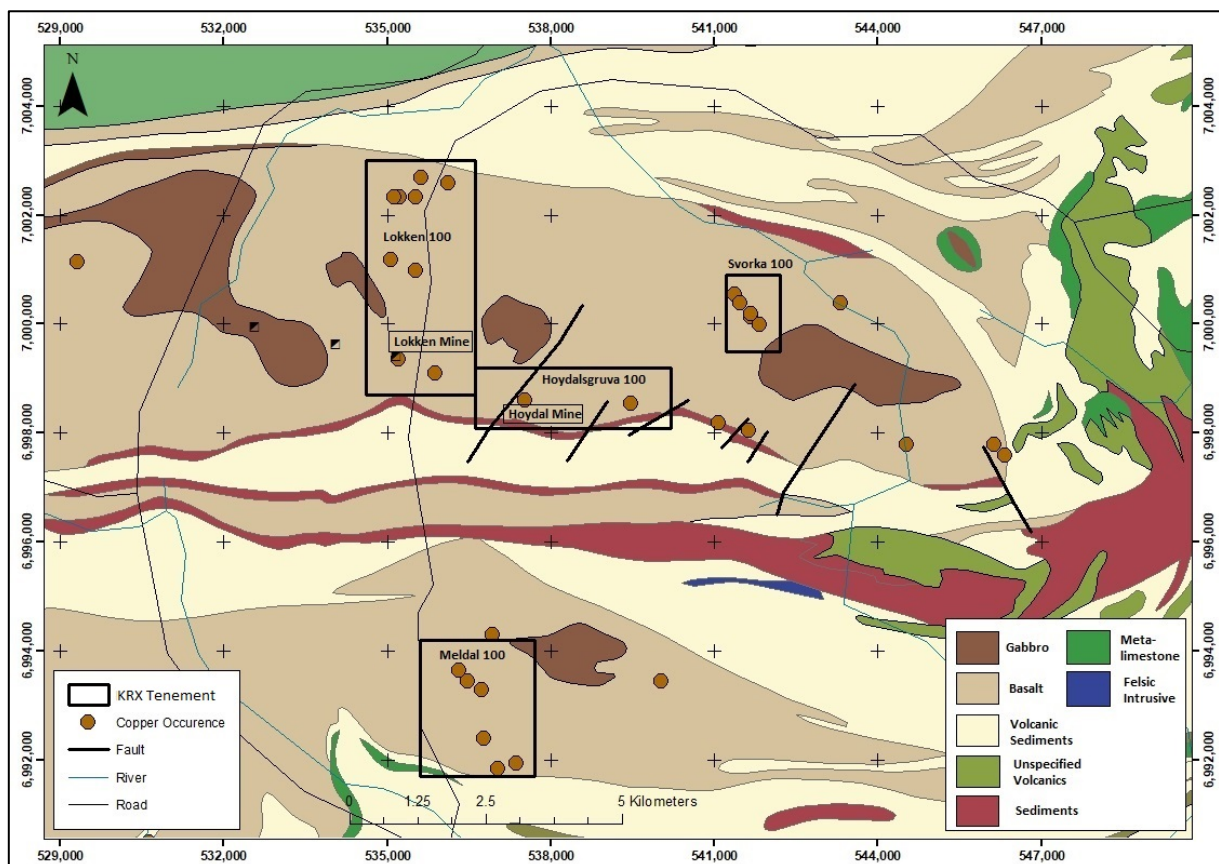 529,000 532,000 535,000 538,000 541,000 544,000 547,000
N
7,004,000 7,004,000
7,002,000 7,002,000
Lokken 100
Svorka 100
7,000,000 7,000,000
Lokken Mine
Hoydalsgruva 100
Hoydal Mine
6,998,000 6,998,000
6,996,000 6,996,000
6,994,000 6,994,000
Meldal 100
6,992,000 6,992,000
KRX Tenement
Copper Occurence
Fault
River
Road
0 1.25 2.5 5 Kilometers
Gabbro
Basalt
Volcanic
Sediments
Unspecified
Volcanics
Sediments
Meta-
limestone
Felsic
Intrusive
529,000 532,000 535,000 538,000 541,000 544,000 547,000